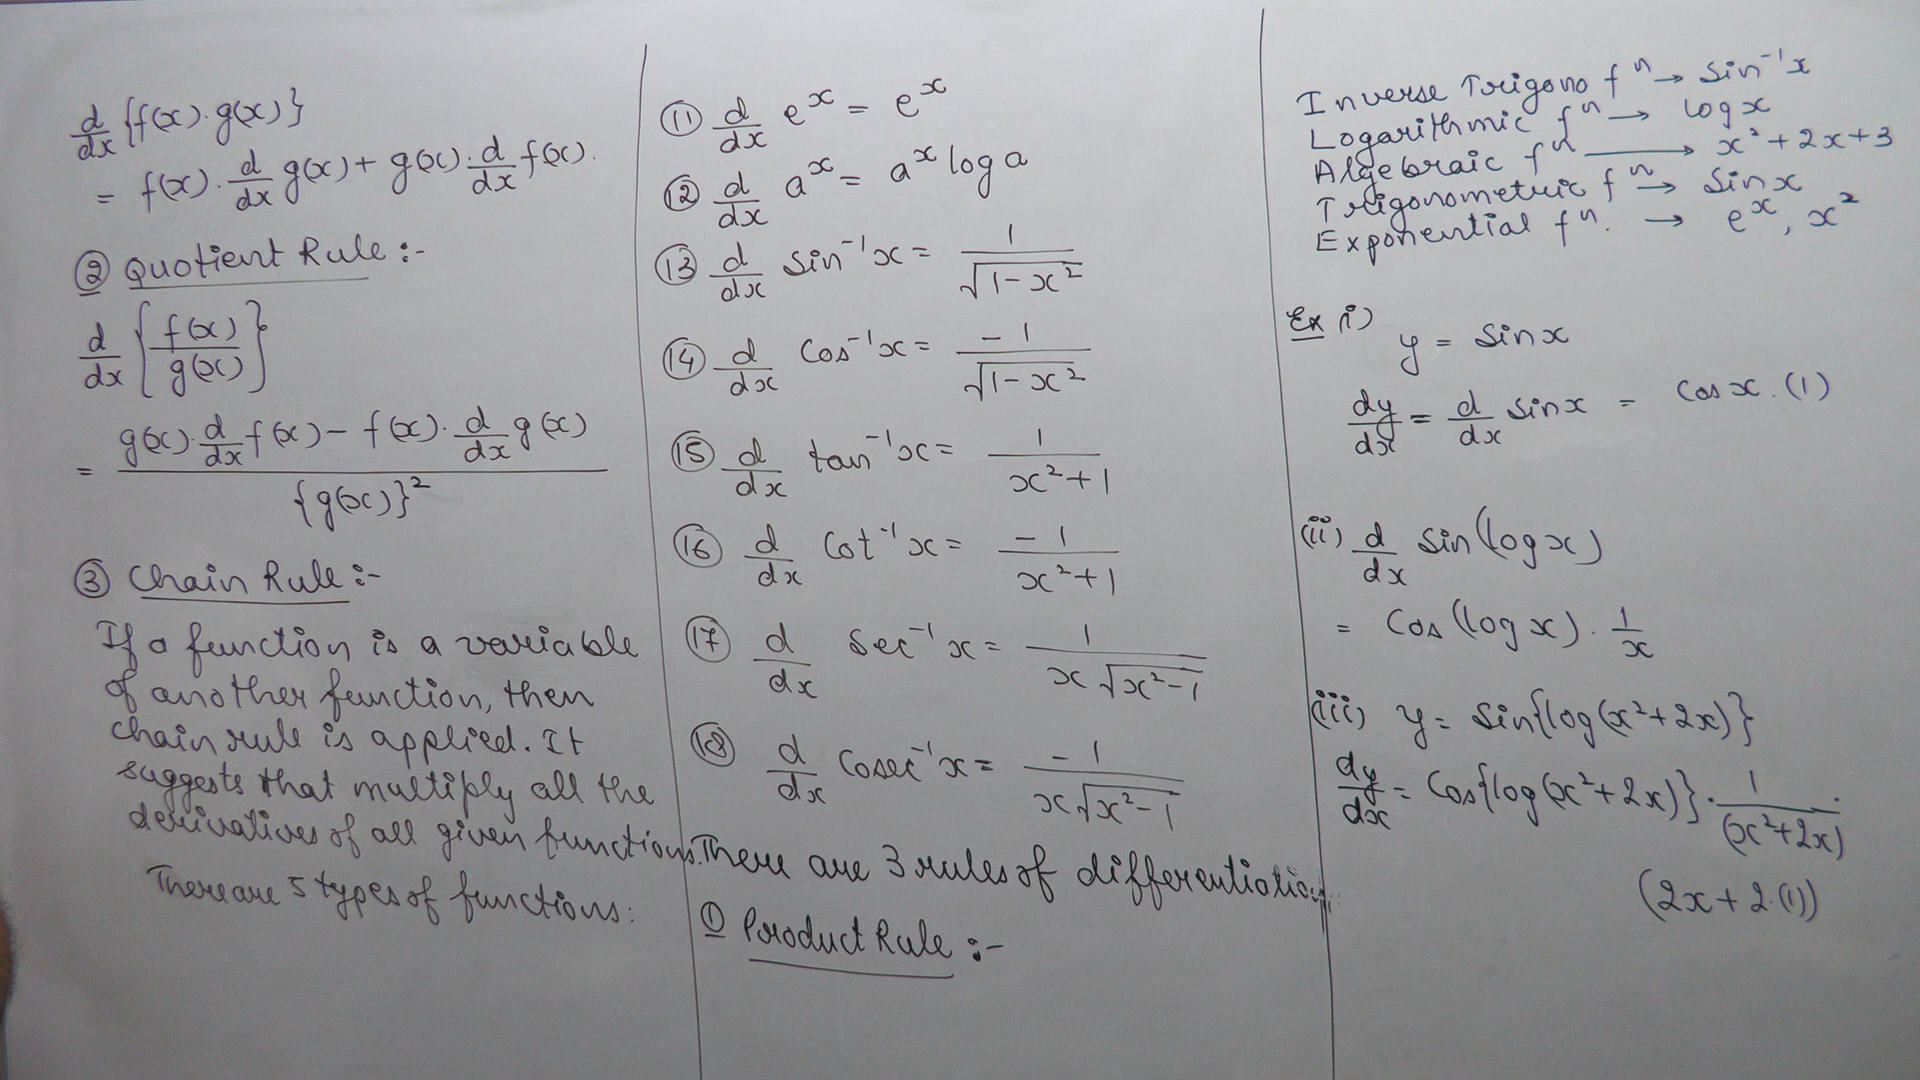 d/dx {f(x).g(x)}
= f(x). d/dx g(x) + g(x). d/dx f(x).
② Quotient Rule :-
d/dx {f(x)/g(x)}
= g(x). d/dx f(x) - f(x). d/dx g(x) / {g(x)}²
③ Chain Rule :-
If a function is a variable
of another function, then
chain rule is applied. It
suggests that multiply all the
derivatives of all given functions.
There are 5 types of functions:
⑪ d/dx e^x = e^x
⑫ d/dx a^x = a^x log a
⑬ d/dx sin⁻¹x = 1/√(1-x²)
⑭ d/dx cos⁻¹x = -1/√(1-x²)
⑮ d/dx tan⁻¹x = 1/(x²+1)
⑯ d/dx cot⁻¹x = -1/(x²+1)
⑰ d/dx sec⁻¹x = 1/(x√(x²-1))
⑱ d/dx cosec⁻¹x = -1/(x√(x²-1))
There are 3 rules of differentiation
① Product Rule :-
Inverse Trigono fⁿ → sin⁻¹x
Logarithmic fⁿ → log x
Algebraic fⁿ → x²+2x+3
Trigonometric fⁿ → sin x
Exponential fⁿ. → e^x, x²
Ex i) y = sin x
dy/dx = d/dx sin x = cos x.(1)
(ii) d/dx sin(log x)
= cos(log x). 1/x
(iii) y = sin{log(x²+2x)}
dy/dx = cos{log(x²+2x)}. 1/(x²+2x).
(2x+2.(1))